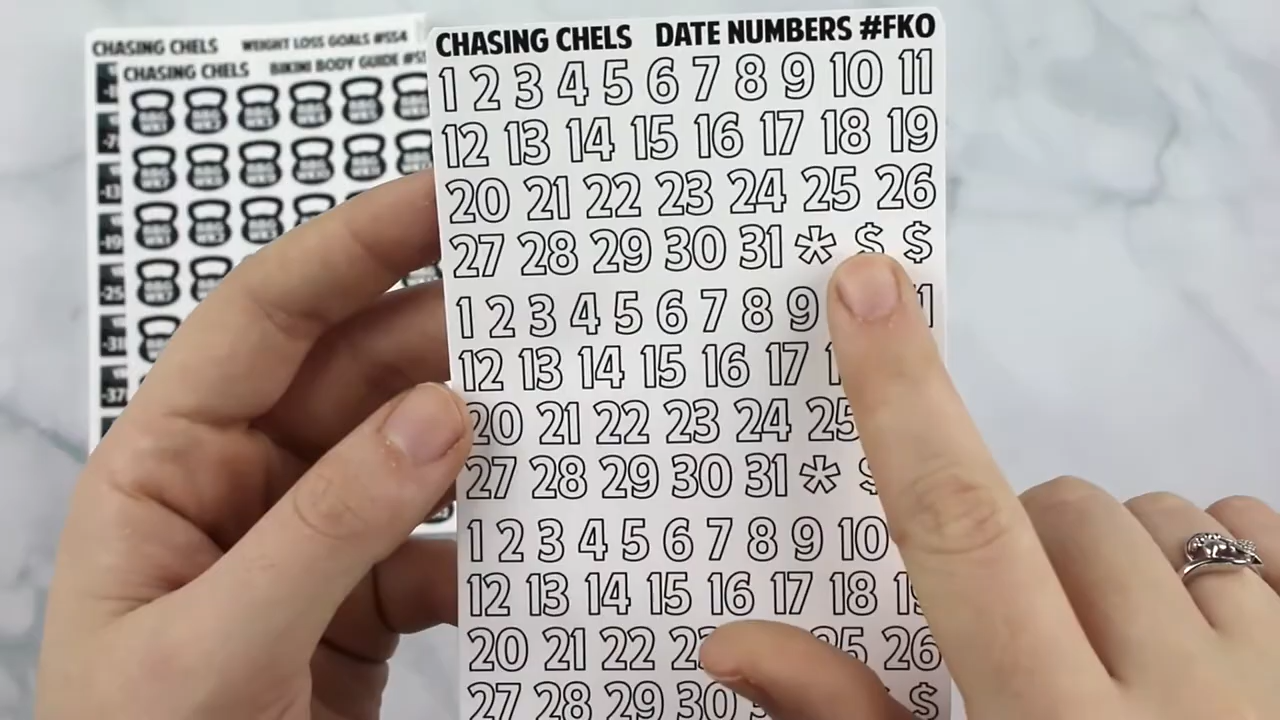 CHASING CHELS WEIGHT LOSS GOALS #SS4
CHASING CHELS BIKINI BODY GUIDE
CHASING CHELS DATE NUMBERS #FKO
1 2 3 4 5 6 7 8 9 10 11
12 13 14 15 16 17 18 19
20 21 22 23 24 25 26
27 28 29 30 31 * $ $
1 2 3 4 5 6 7 8 9
12 13 14 15 16 17
20 21 22 23 24 25
27 28 29 30 31 * $
1 2 3 4 5 6 7 8 9 10
12 13 14 15 16 17 18
20 21 22 26
27 28 29 30 $
-13
-19
-25
-31
-37